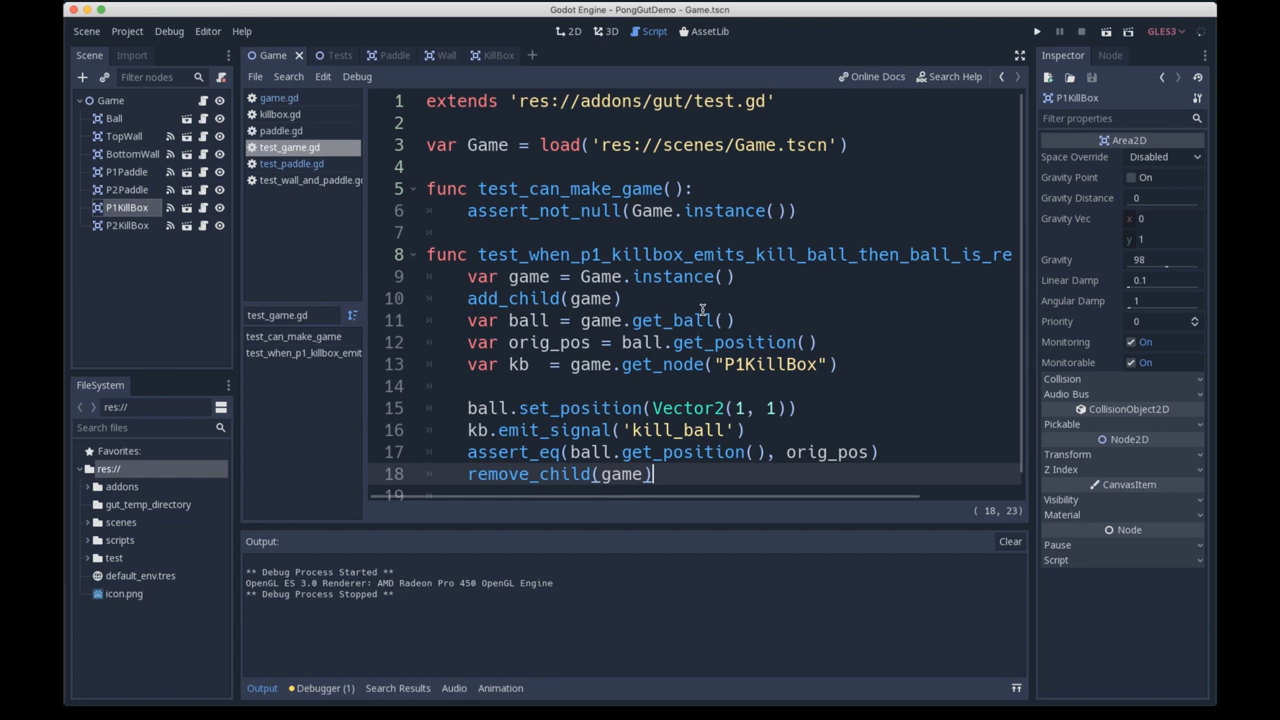 Godot Engine - PongGutDemo - Game.tscn
Scene Project Debug Editor Help
2D 3D Script AssetLib
GLES3
Scene Import
Filter nodes
Game
Ball
TopWall
BottomWall
P1Paddle
P2Paddle
P1KillBox
P2KillBox
FileSystem
res://
Search files
Favorites:
res://
addons
gut_temp_directory
scenes
scripts
test
default_env.tres
icon.png
Game Tests Paddle Wall KillBox
File Search Edit Debug
Online Docs Search Help
game.gd
killbox.gd
paddle.gd
test_game.gd
test_paddle.gd
test_wall_and_paddle.gd
test_game.gd
test_can_make_game
test_when_p1_killbox_emit
1 extends 'res://addons/gut/test.gd'
2
3 var Game = load('res://scenes/Game.tscn')
4
5 func test_can_make_game():
6 assert_not_null(Game.instance())
7
8 func test_when_p1_killbox_emits_kill_ball_then_ball_is_re
9 var game = Game.instance()
10 add_child(game)
11 var ball = game.get_ball()
12 var orig_pos = ball.get_position()
13 var kb = game.get_node("P1KillBox")
14
15 ball.set_position(Vector2(1, 1))
16 kb.emit_signal('kill_ball')
17 assert_eq(ball.get_position(), orig_pos)
18 remove_child(game)
19
( 18, 23)
Output:
Clear
** Debug Process Started **
OpenGL ES 3.0 Renderer: AMD Radeon Pro 450 OpenGL Engine
** Debug Process Stopped **
Output Debugger (1) Search Results Audio Animation
Inspector Node
P1KillBox
Filter properties
Area2D
Space Override Disabled
Gravity Point On
Gravity Distance 0
Gravity Vec x 0
y 1
Gravity 98
Linear Damp 0.1
Angular Damp 1
Priority 0
Monitoring On
Monitorable On
Collision
Audio Bus
CollisionObject2D
Pickable
Node2D
Transform
Z Index
CanvasItem
Visibility
Material
Node
Pause
Script